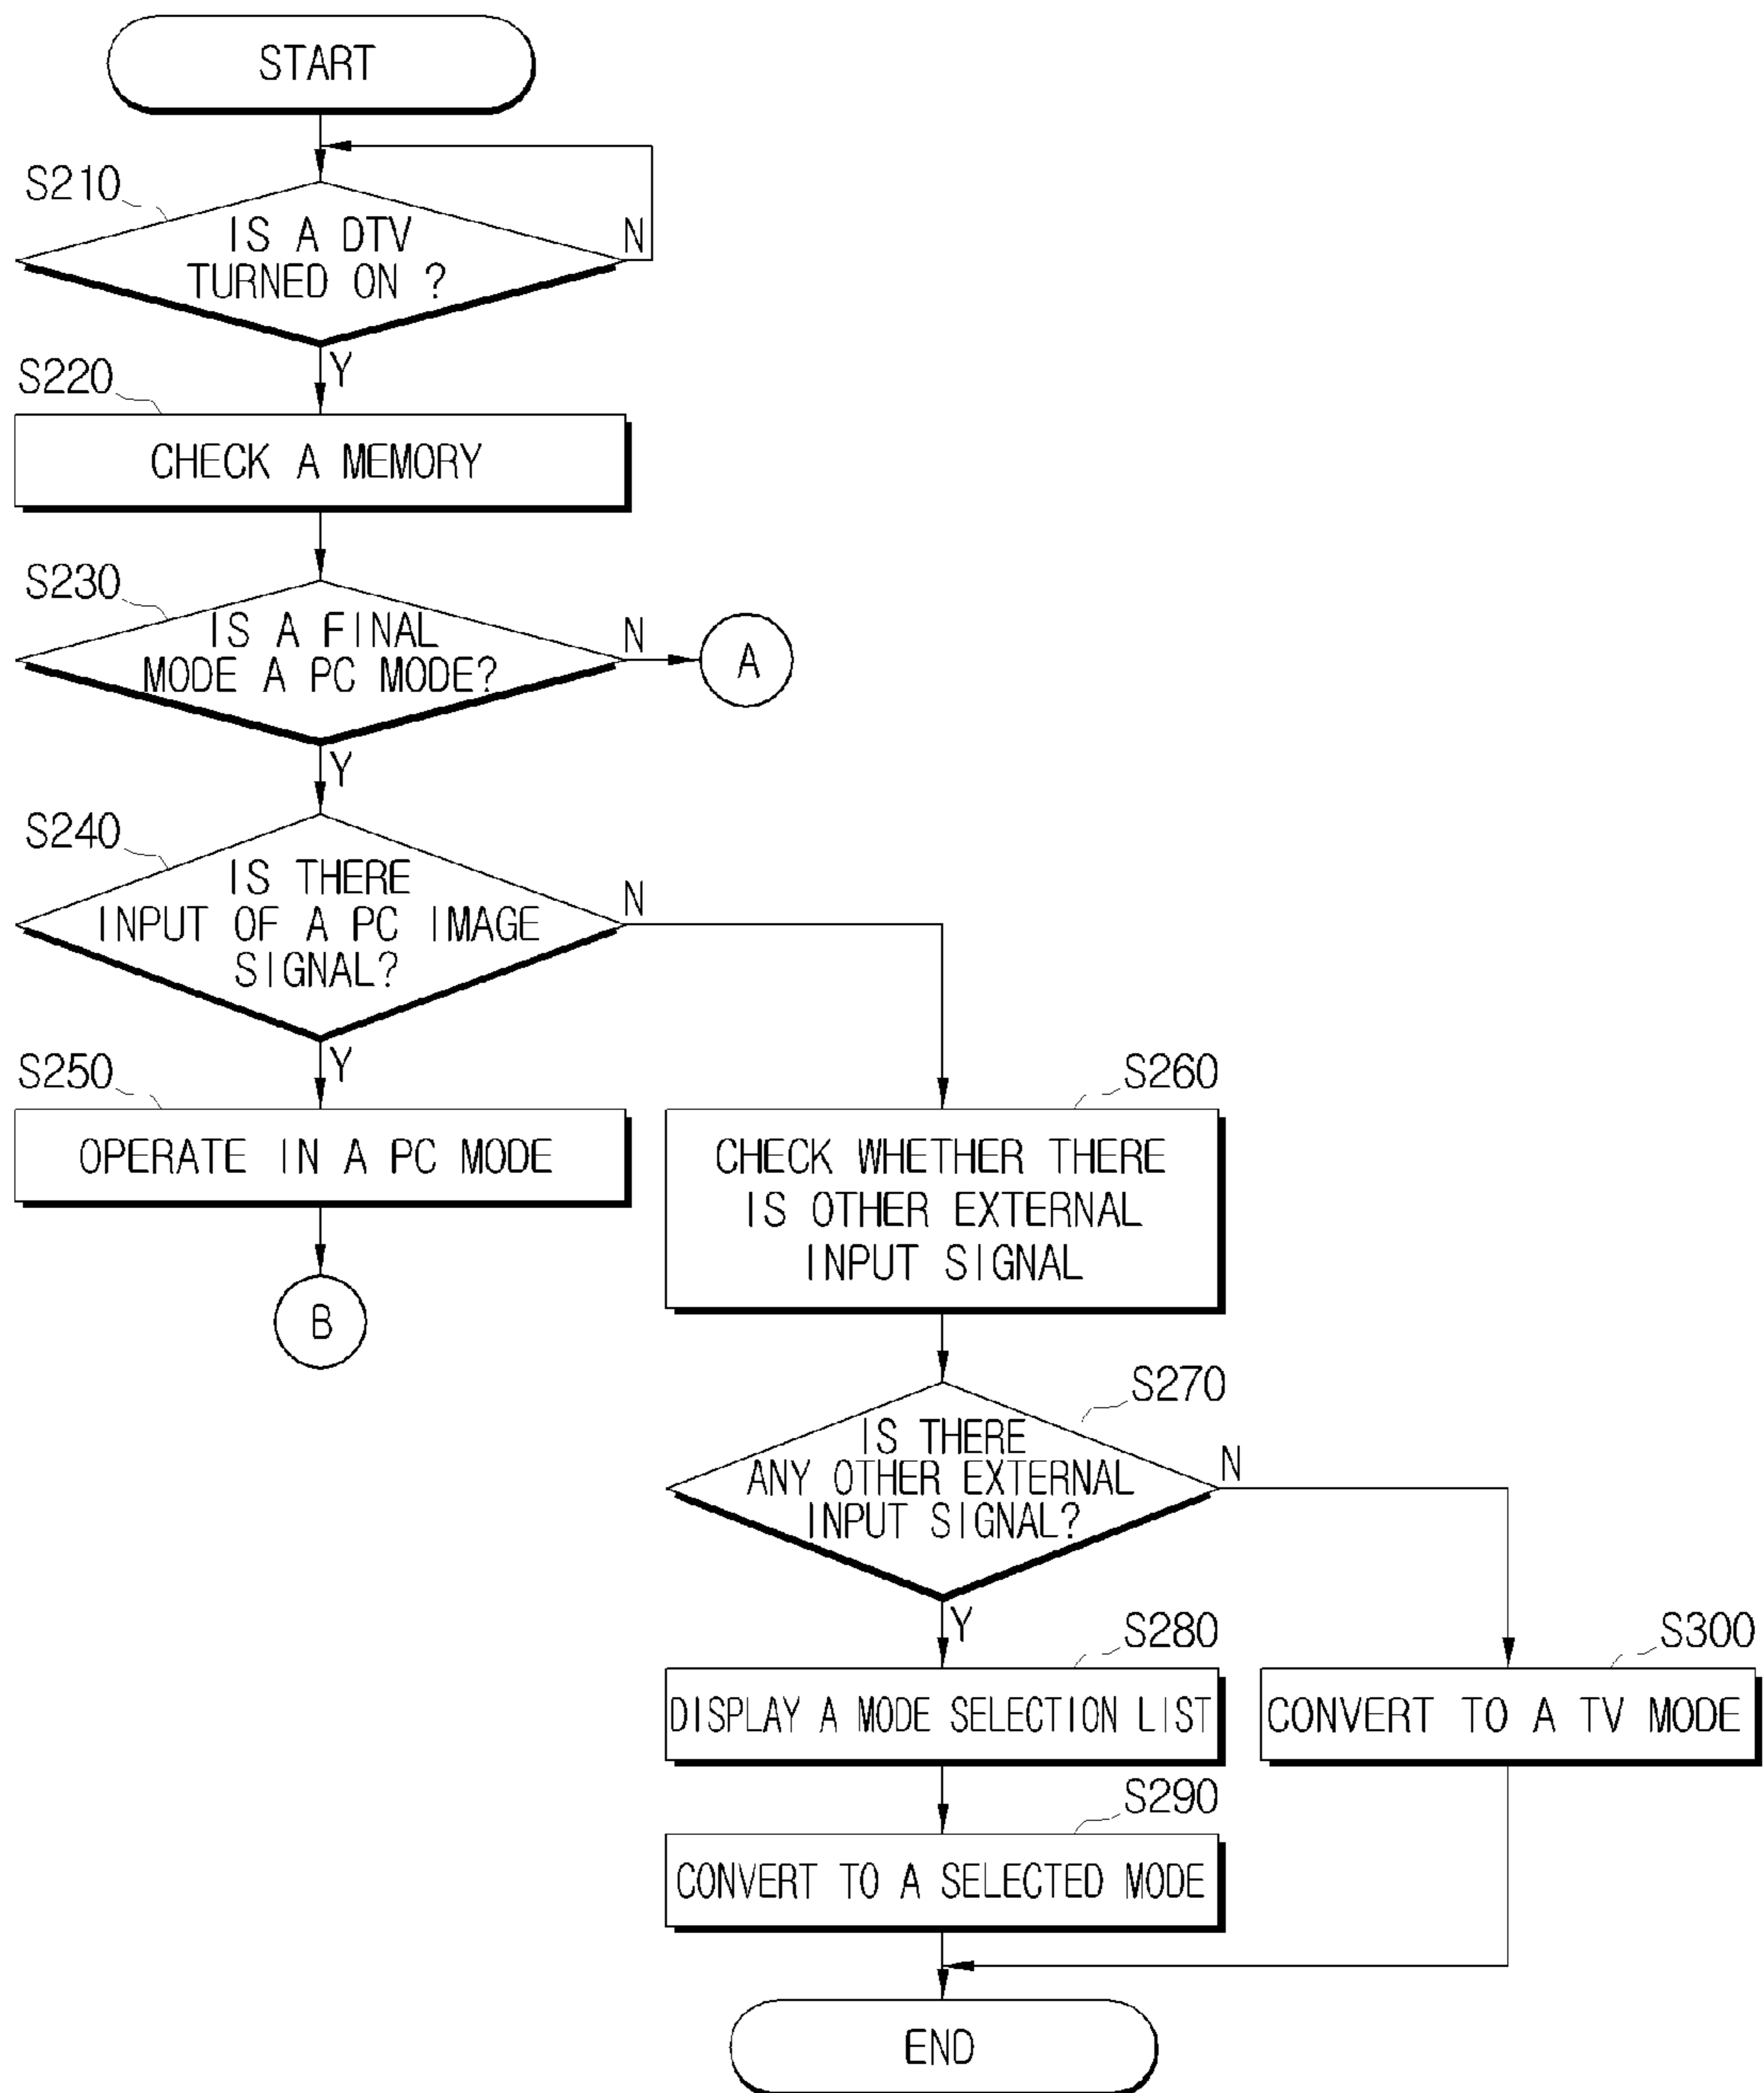 START
S210
IS A DTV
TURNED ON ?
N
Y
S220
CHECK A MEMORY
S230
IS A FINAL
MODE A PC MODE?
N
A
Y
S240
IS THERE
INPUT OF A PC IMAGE
SIGNAL?
N
Y
S250
OPERATE IN A PC MODE
B
S260
CHECK WHETHER THERE
IS OTHER EXTERNAL
INPUT SIGNAL
S270
IS THERE
ANY OTHER EXTERNAL
INPUT SIGNAL?
N
Y
S280
DISPLAY A MODE SELECTION LIST
S300
CONVERT TO A TV MODE
S290
CONVERT TO A SELECTED MODE
END